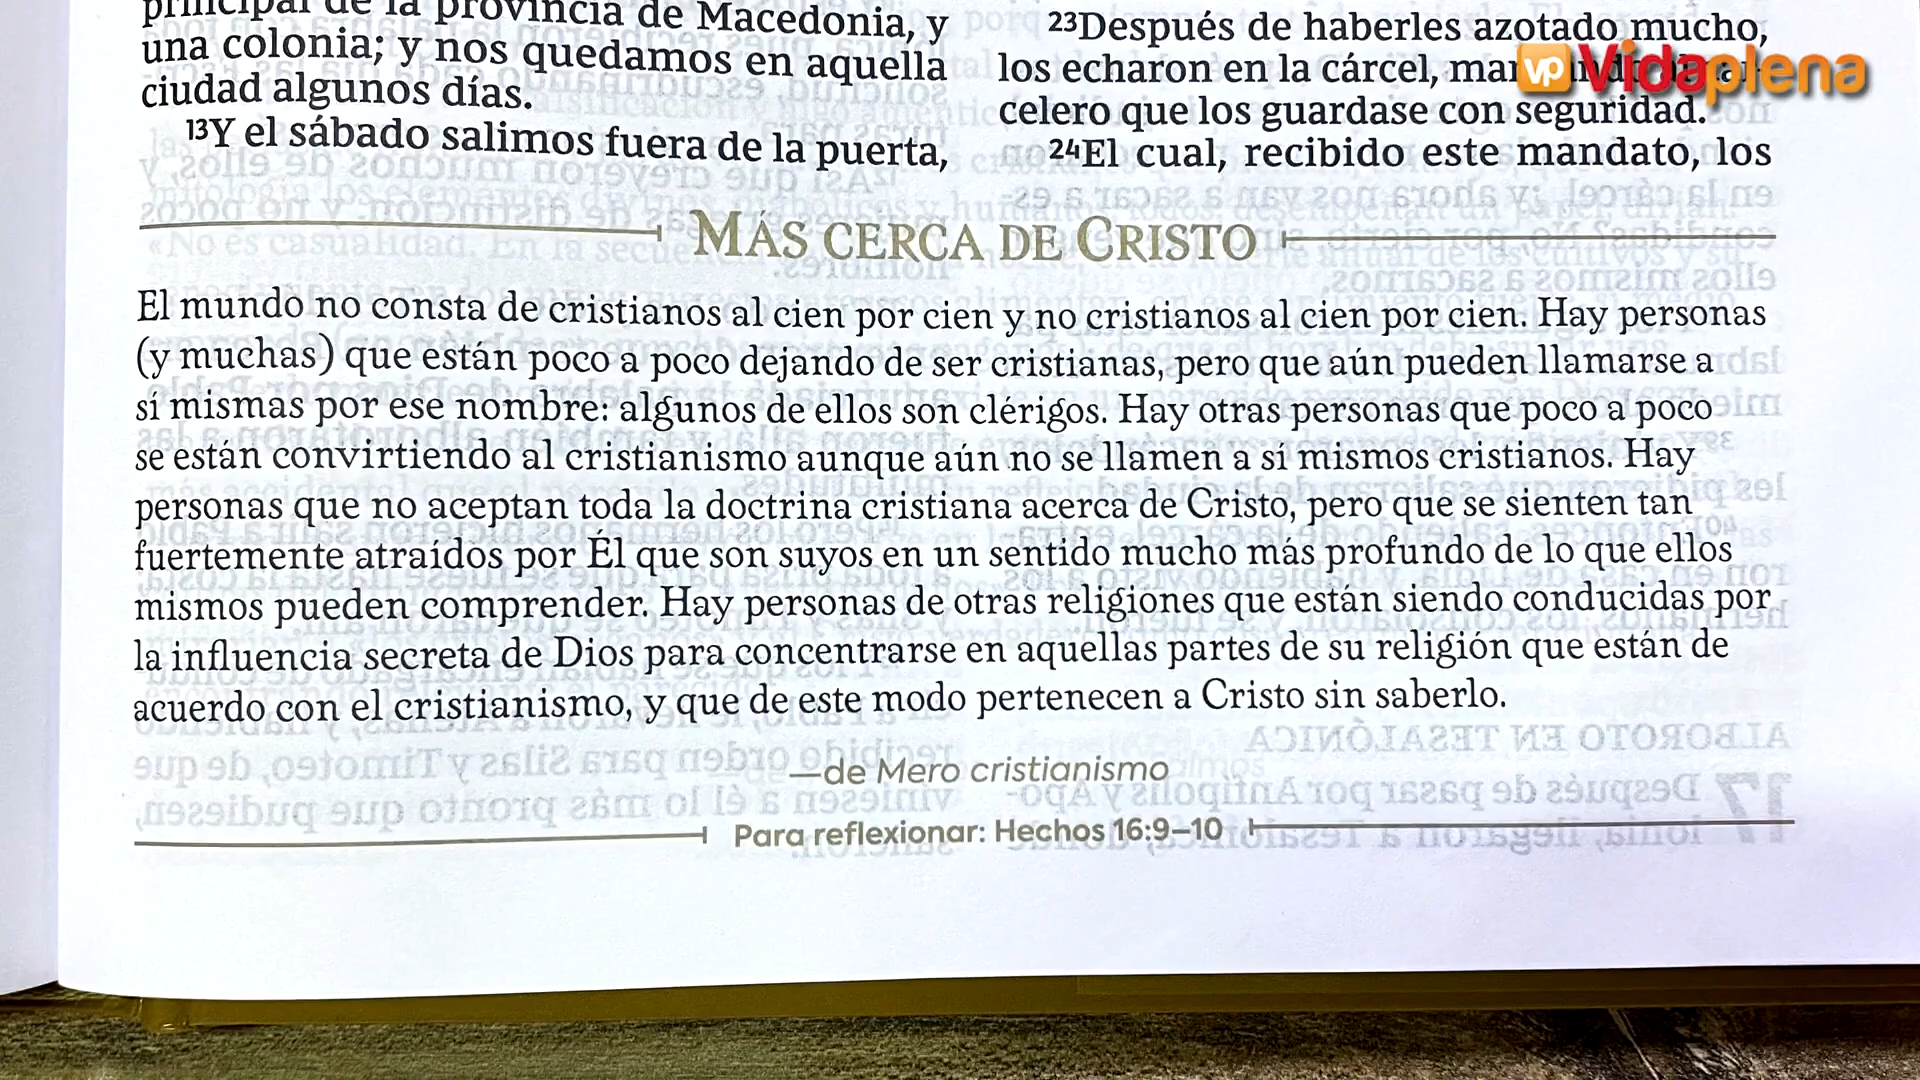 principal de la provincia de Macedonia, y
una colonia; y nos quedamos en aquella
ciudad algunos días.
13Y el sábado salimos fuera de la puerta,
23Después de haberles azotado mucho,
los echaron en la cárcel,
celero que los guardase con seguridad.
24El cual, recibido este mandato, los
VP Vidaplena
MÁS CERCA DE CRISTO
El mundo no consta de cristianos al cien por cien y no cristianos al cien por cien. Hay personas
(y muchas) que están poco a poco dejando de ser cristianas, pero que aún pueden llamarse a
sí mismas por ese nombre: algunos de ellos son clérigos. Hay otras personas que poco a poco
se están convirtiendo al cristianismo aunque aún no se llamen a sí mismos cristianos. Hay
personas que no aceptan toda la doctrina cristiana acerca de Cristo, pero que se sienten tan
fuertemente atraídos por Él que son suyos en un sentido mucho más profundo de lo que ellos
mismos pueden comprender. Hay personas de otras religiones que están siendo conducidas por
la influencia secreta de Dios para concentrarse en aquellas partes de su religión que están de
acuerdo con el cristianismo, y que de este modo pertenecen a Cristo sin saberlo.
—de Mero cristianismo
Para reflexionar: Hechos 16:9–10